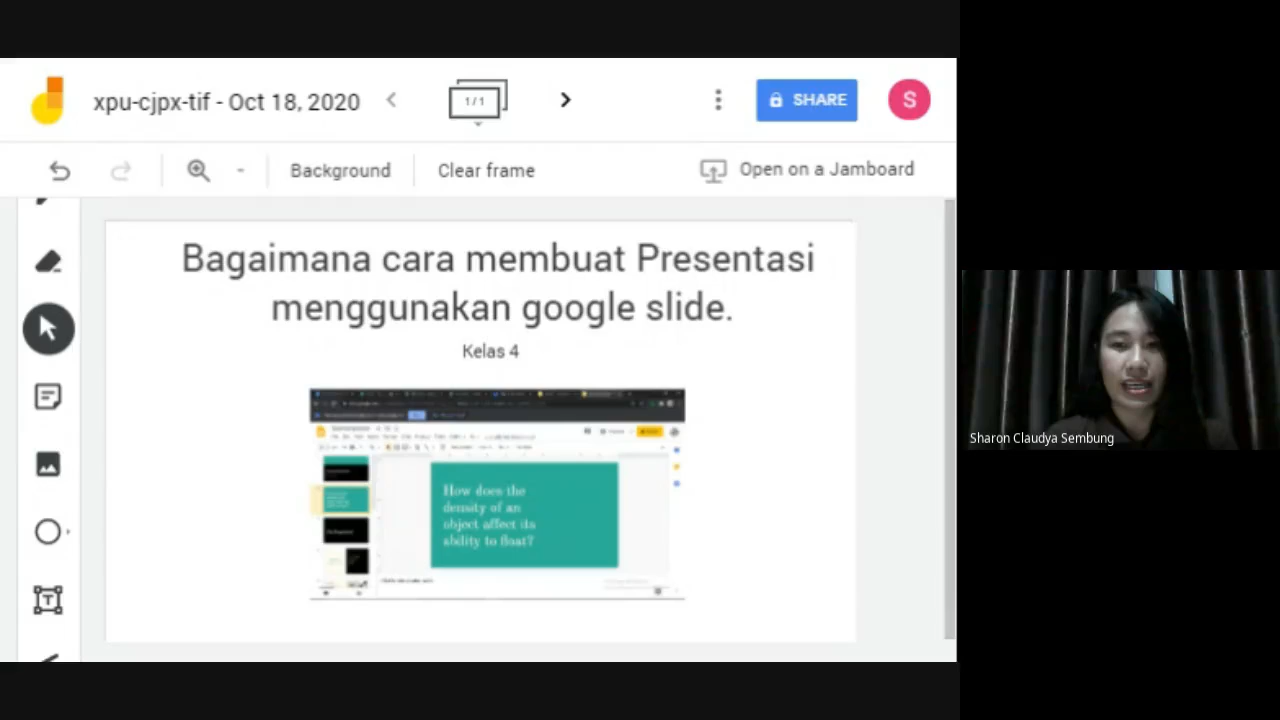 xpu-cjpx-tif - Oct 18, 2020
1/1
SHARE
S
Background
Clear frame
Open on a Jamboard
Bagaimana cara membuat Presentasi
menggunakan google slide.
Kelas 4
How does the
density of an
object affect its
ability to float?
Sharon Claudya Sembung